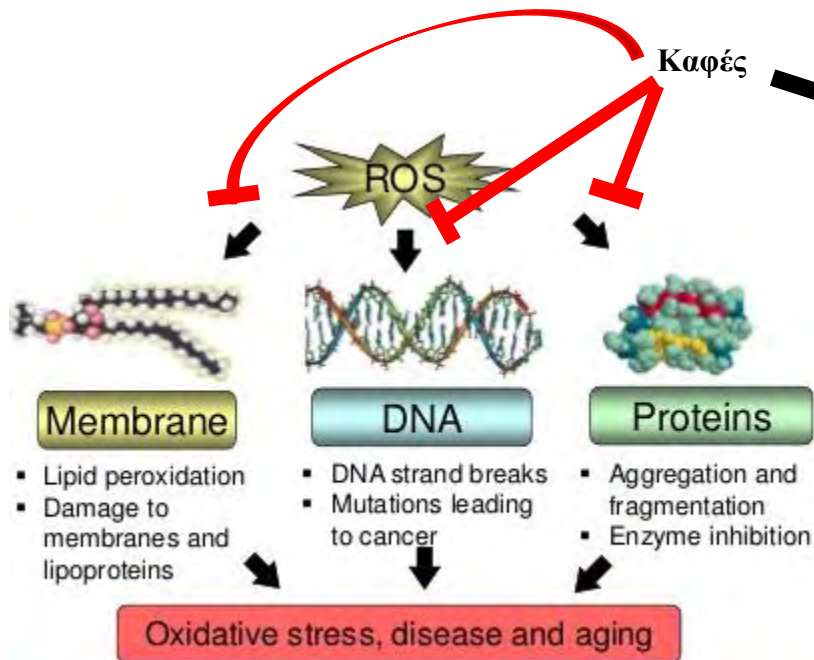 Καφές
ROS
Membrane
▪ Lipid peroxidation
▪ Damage to
membranes and
lipoproteins
DNA
▪ DNA strand breaks
▪ Mutations leading
to cancer
Proteins
▪ Aggregation and
fragmentation
▪ Enzyme inhibition
Oxidative stress, disease and aging